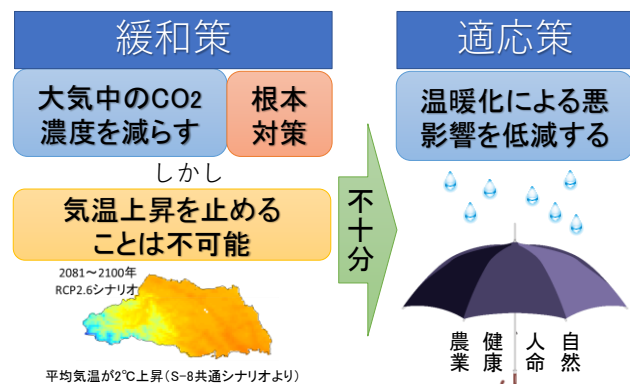 緩和策
大気中のCO2
濃度を減らす
根本
対策
しかし
気温上昇を止める
ことは不可能
2081～2100年
RCP2.6シナリオ
平均気温が2℃上昇（S-8共通シナリオより）
不十分
適応策
温暖化による悪
影響を低減する
農業
健康
人命
自然